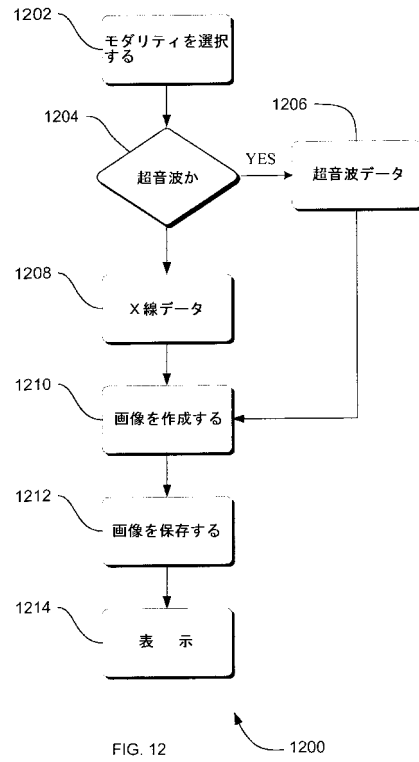 1202
モダリティを選択
する
1204
超音波か
YES
1206
超音波データ
1208
X線データ
1210
画像を作成する
1212
画像を保存する
1214
表 示
FIG. 12
1200